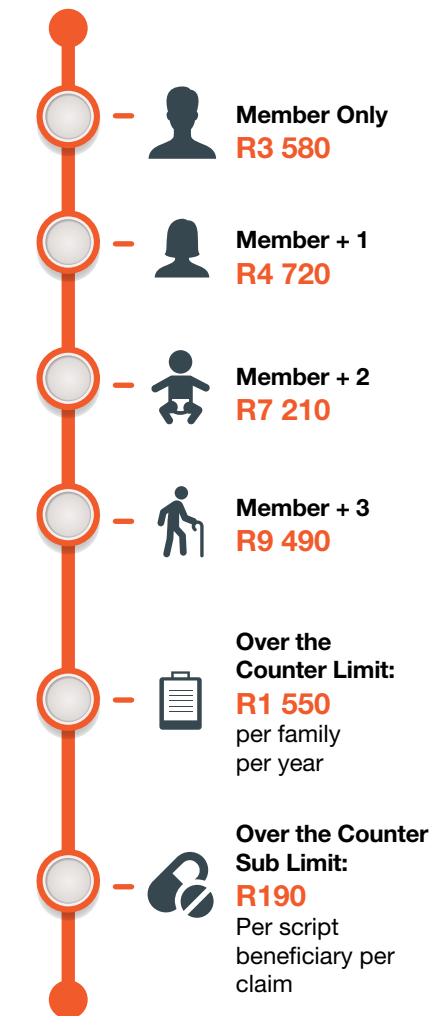 Member Only
R3 580
Member + 1
R4 720
Member + 2
R7 210
Member + 3
R9 490
Over the
Counter Limit:
R1 550
per family
per year
Over the Counter
Sub Limit:
R190
Per script
beneficiary per
claim